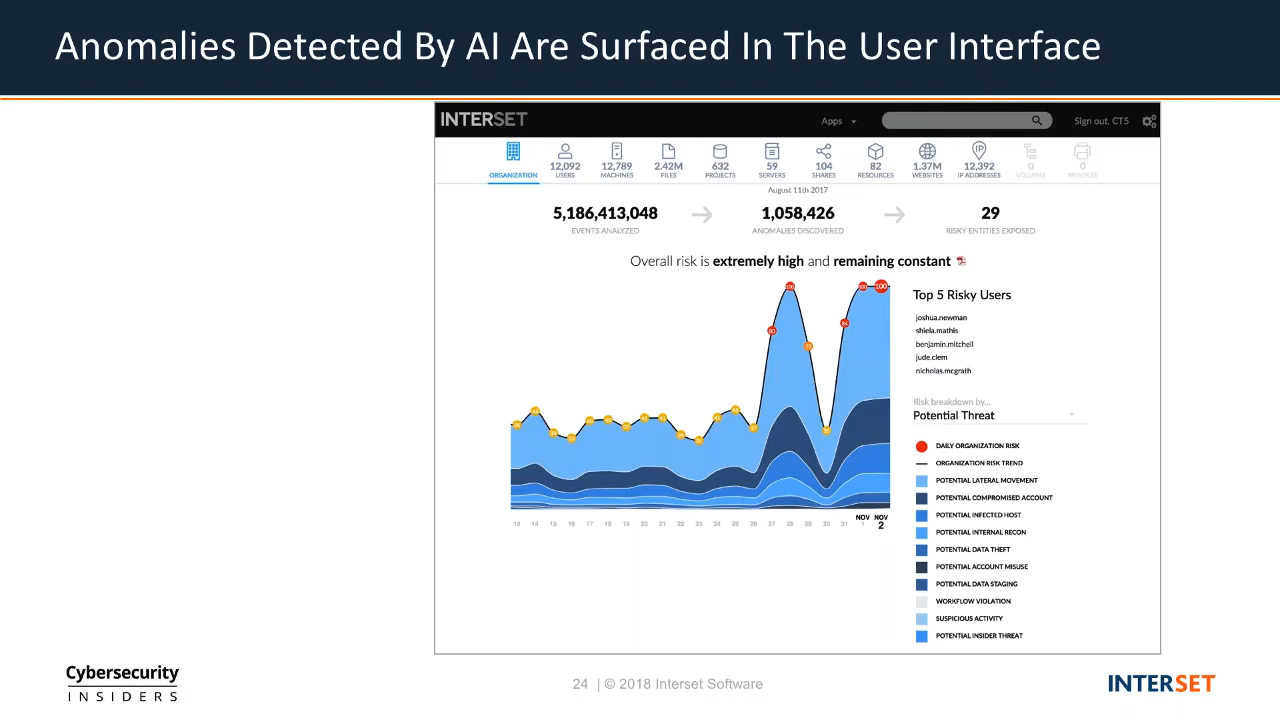 Anomalies Detected By AI Are Surfaced In The User Interface
INTERSET
Apps
Sign out, CT5
ORGANIZATION
12,092
USERS
12,789
MACHINES
2.42M
FILES
632
PROJECTS
59
SERVERS
104
SHARES
82
RESOURCES
1.37M
WEBSITES
IP
12,392
IP ADDRESSES
0
VOLUMES
0
PRINTERS
August 11th 2017
5,186,413,048
EVENTS ANALYZED
1,058,426
ANOMALIES DISCOVERED
29
RISKY ENTITIES EXPOSED
Overall risk is extremely high and remaining constant
100
100
100
13 14 15 16 17 18 19 20 21 22 23 24 25 26 27 28 29 30 31 NOV 1 NOV 2
Top 5 Risky Users
joshua.newman
shiela.mathis
benjamin.mitchell
jude.clem
nicholas.mcgrath
Risk breakdown by...
Potential Threat
DAILY ORGANIZATION RISK
ORGANIZATION RISK TREND
POTENTIAL LATERAL MOVEMENT
POTENTIAL COMPROMISED ACCOUNT
POTENTIAL INFECTED HOST
POTENTIAL INTERNAL RECON
POTENTIAL DATA THEFT
POTENTIAL ACCOUNT MISUSE
POTENTIAL DATA STAGING
WORKFLOW VIOLATION
SUSPICIOUS ACTIVITY
POTENTIAL INSIDER THREAT
Cybersecurity
INSIDERS
24 | © 2018 Interset Software
INTERSET